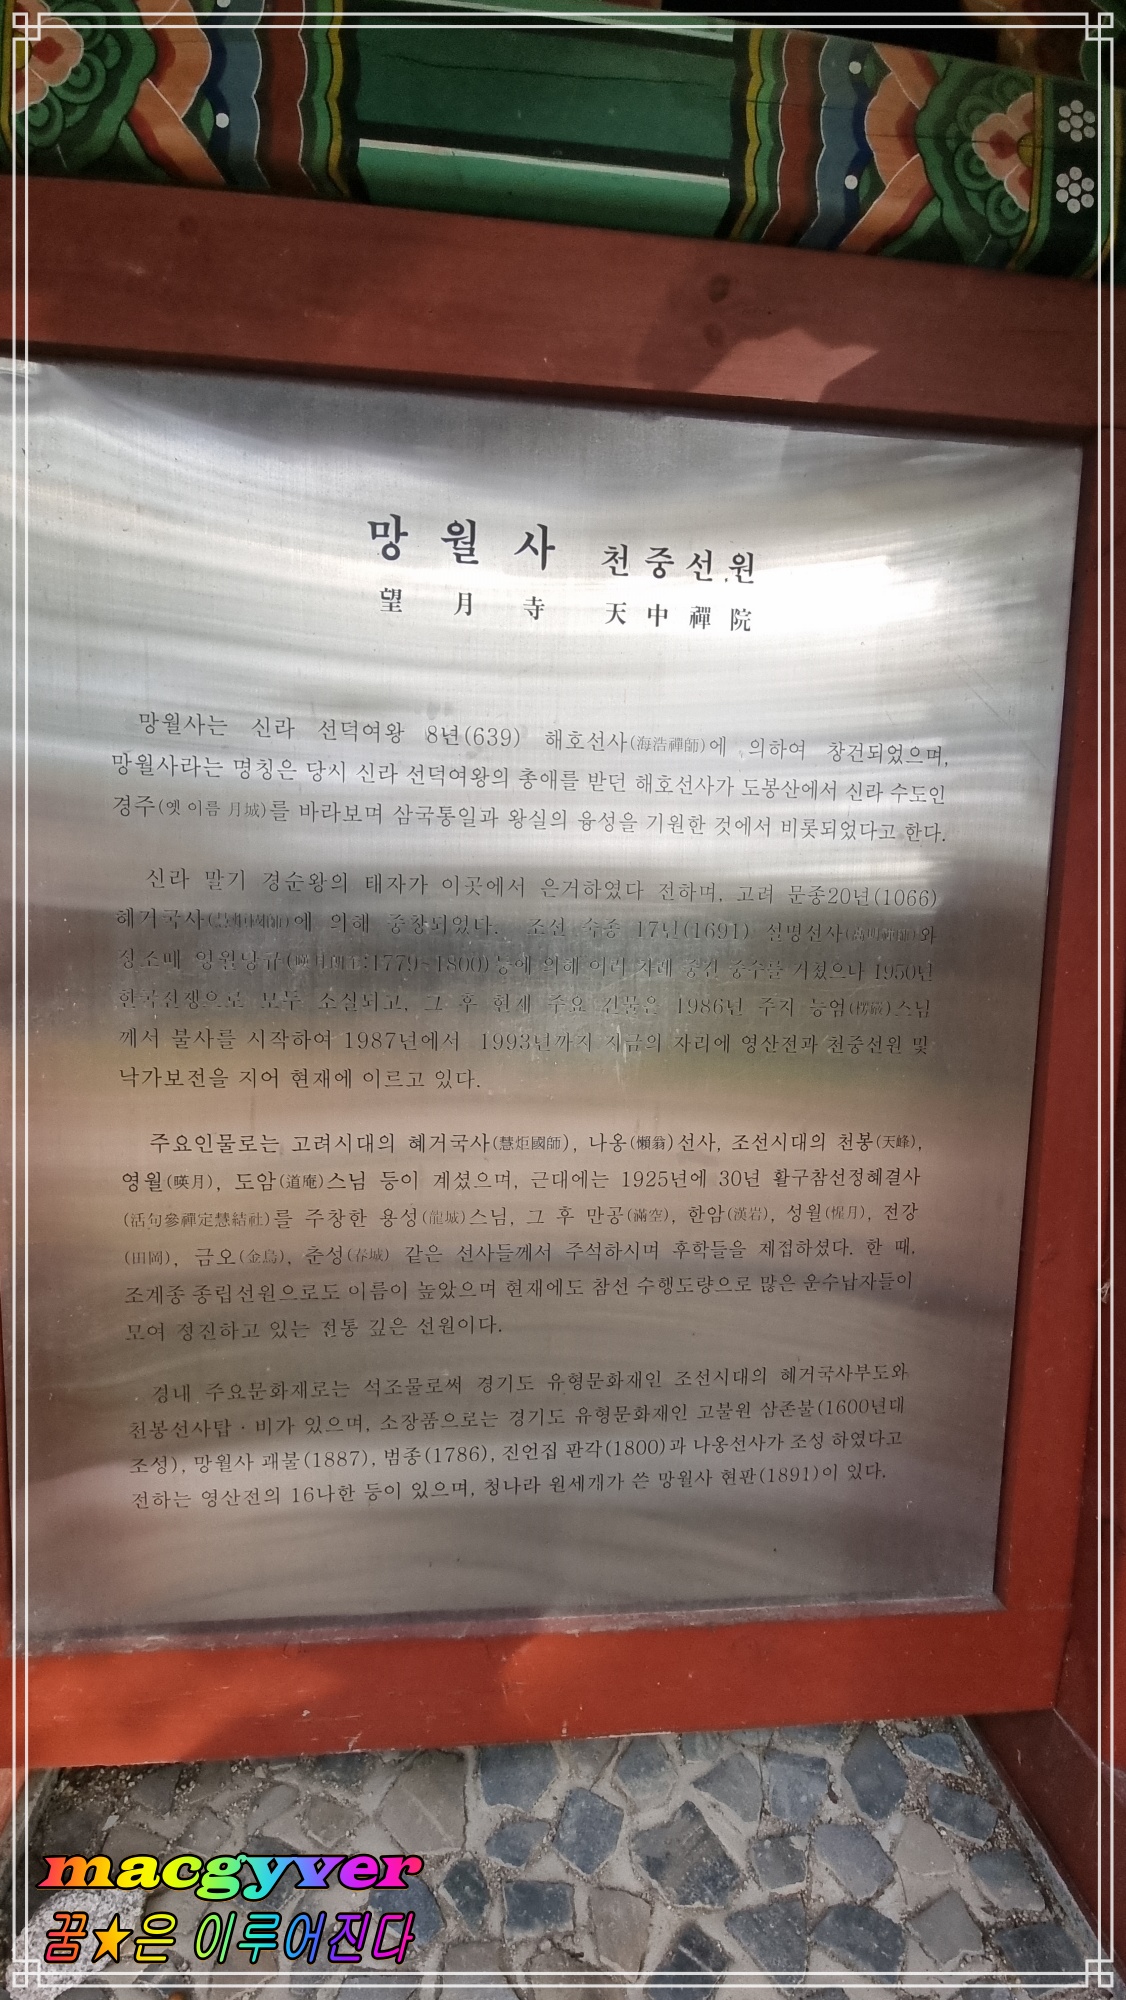 망월사 천중선원
望月寺 天中禪院
망월사는 신라 선덕여왕 8년(639) 해호선사(海浩禪師)에 의하여 창건되었으며,
망월사라는 명칭은 당시 신라 선덕여왕의 총애를 받던 해호선사가 도봉산에서 신라 수도인
경주(옛 이름 月城)를 바라보며 삼국통일과 왕실의 융성을 기원한 것에서 비롯되었다고 한다.
신라 말기 경순왕의 태자가 이곳에서 은거하였다 전하며, 고려 문종20년(1066)
혜거국사에 의해 중창되었다. 조선 숙종 17년(1691) 설명선사와
정조때 영월낭규(:1779~1800)등에 의해 여러 차례 중건 중수를 거쳤으나 1950년
한국전쟁으로 모두 소실되고, 그 후 현재 주요 건물은 1986년 주지 능엄(楞嚴)스님
께서 불사를 시작하여 1987년에서 1993년까지 지금의 자리에 영산전과 천중선원 및
낙가보전을 지어 현재에 이르고 있다.
주요인물로는 고려시대의 혜거국사(慧炬國師), 나옹(懶翁)선사, 조선시대의 천봉(天峰),
영월(暎月), 도암(道庵)스님 등이 계셨으며, 근대에는 1925년에 30년 활구참선정혜결사
(活句參禪定慧結社)를 주창한 용성(龍城)스님, 그 후 만공(滿空), 한암(漢岩), 성월(惺月), 전강
(田岡), 금오(金烏), 춘성(春城) 같은 선사들께서 주석하시며 후학들을 제접하셨다. 한 때,
조계종 종립선원으로도 이름이 높았으며 현재에도 참선 수행도량으로 많은 운수납자들이
모여 정진하고 있는 전통 깊은 선원이다.
경내 주요문화재로는 석조물로써 경기도 유형문화재인 조선시대의 혜거국사부도와
천봉선사탑·비가 있으며, 소장품으로는 경기도 유형문화재인 고불원 삼존불(1600년대
조성), 망월사 괘불(1887), 범종(1786), 진언집 판각(1800)과 나옹선사가 조성 하였다고
전하는 영산전의 16나한 등이 있으며, 청나라 원세개가 쓴 망월사 현판(1891)이 있다.
macgyver
꿈★은 이루어진다